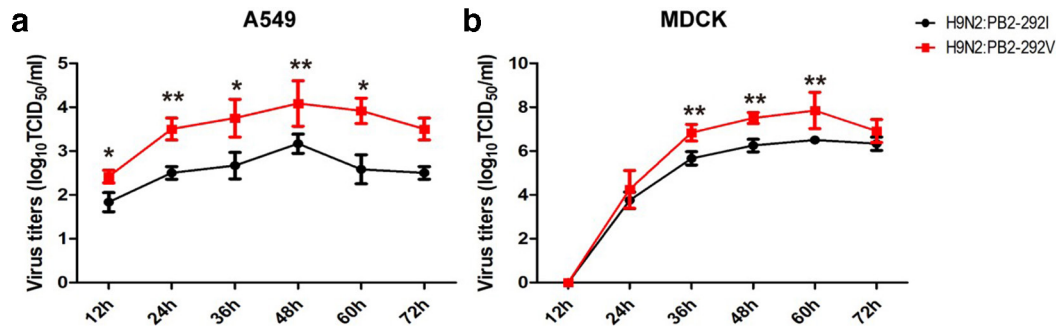 a
A549
Virus titers (log10TCID50/ml)
5
4
3
2
1
0
*
**
*
**
*
12h
24h
36h
48h
60h
72h
b
MDCK
Virus titers (log10TCID50/ml)
10
8
6
4
2
0
**
**
**
12h
24h
36h
48h
60h
72h
H9N2:PB2-292I
H9N2:PB2-292V